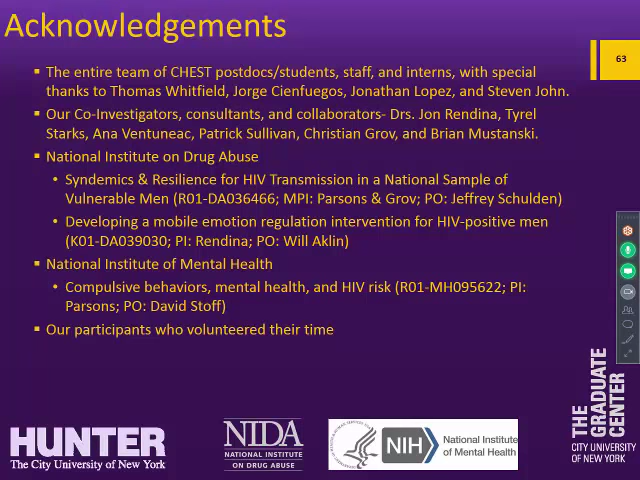 Acknowledgements
63
▪ The entire team of CHEST postdocs/students, staff, and interns, with special
thanks to Thomas Whitfield, Jorge Cienfuegos, Jonathan Lopez, and Steven John.
▪ Our Co-Investigators, consultants, and collaborators- Drs. Jon Rendina, Tyrel
Starks, Ana Ventuneac, Patrick Sullivan, Christian Grov, and Brian Mustanski.
▪ National Institute on Drug Abuse
• Syndemics & Resilience for HIV Transmission in a National Sample of
Vulnerable Men (R01-DA036466; MPI: Parsons & Grov; PO: Jeffrey Schulden)
• Developing a mobile emotion regulation intervention for HIV-positive men
(K01-DA039030; PI: Rendina; PO: Will Aklin)
▪ National Institute of Mental Health
• Compulsive behaviors, mental health, and HIV risk (R01-MH095622; PI:
Parsons; PO: David Stoff)
▪ Our participants who volunteered their time
HUNTER
The City University of New York
NIDA
NATIONAL INSTITUTE
ON DRUG ABUSE
NIH
National Institute
of Mental Health
THE
GRADUATE
CENTER
CITY UNIVERSITY
OF NEW YORK